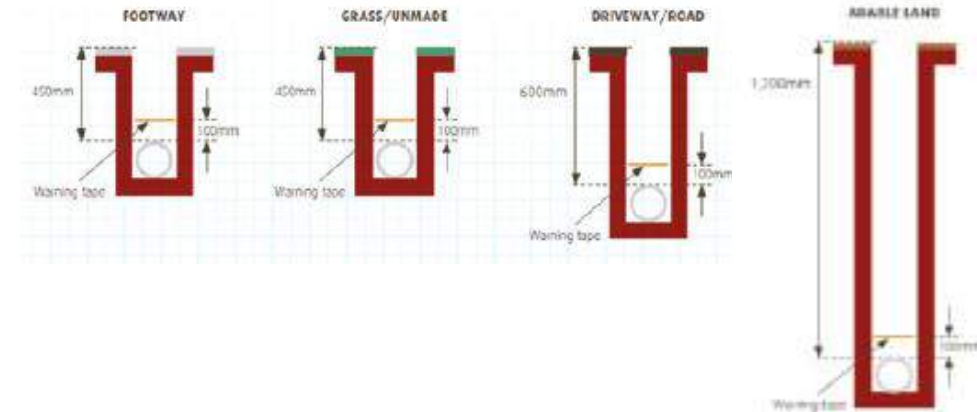 FOOTWAY
450mm
100mm
Warning tape
GRASS/UNMADE
450mm
100mm
Warning tape
DRIVEWAY/ROAD
600mm
100mm
Warning tape
ARABLE LAND
1,200mm
100mm
Warning tape